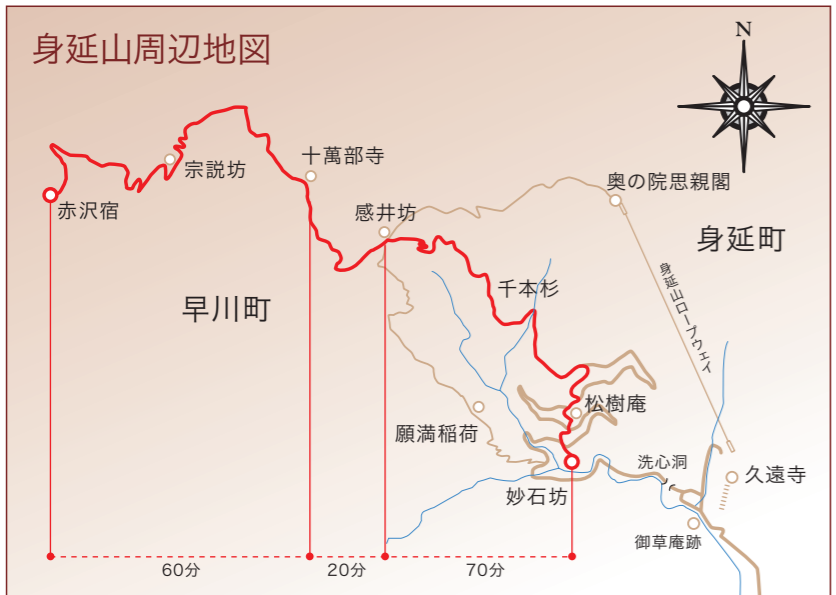 身延山周辺地図
N
宗説坊
十萬部寺
赤沢宿
感井坊
奥の院思親閣
身延町
早川町
千本杉
身延山ロープウェイ
松樹庵
願満稲荷
洗心洞
久遠寺
妙石坊
御草庵跡
60分
20分
70分